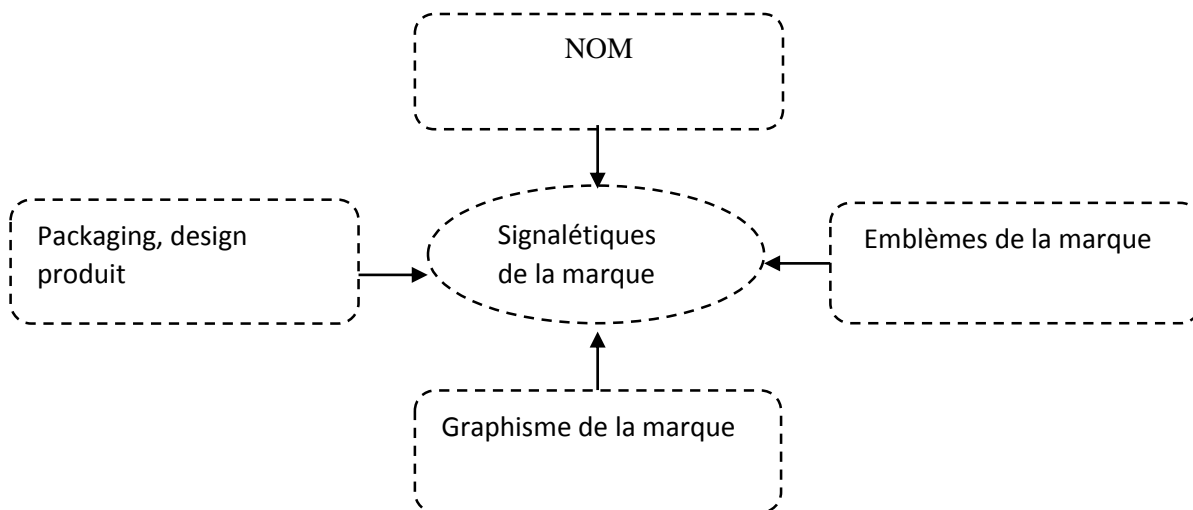 NOM
Packaging, design
produit
Signalétiques
de la marque
Emblèmes de la marque
Graphisme de la marque